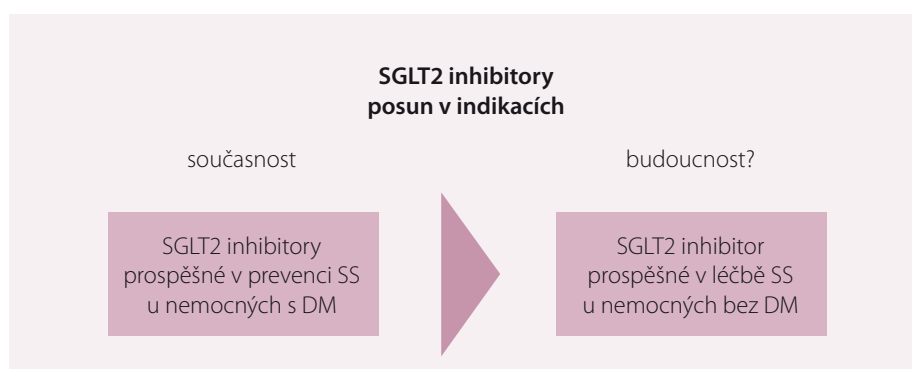 SGLT2 inhibitory
posun v indikacích
současnost
budoucnost?
SGLT2 inhibitory
prospěšné v prevenci SS
u nemocných s DM
SGLT2 inhibitor
prospěšné v léčbě SS
u nemocných bez DM